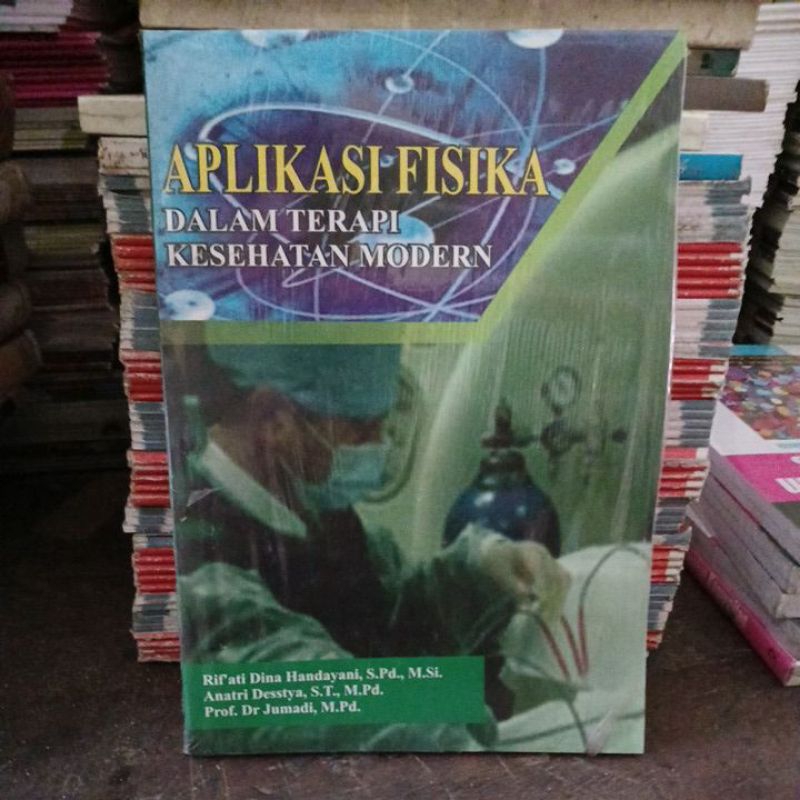 APLIKASI FISIKA
DALAM TERAPI
KESEHATAN MODERN
Rif'ati Dina Handayani, S.Pd., M.Si.
Anatri Desstya, S.T., M.Pd.
Prof. Dr Jumadi, M.Pd.